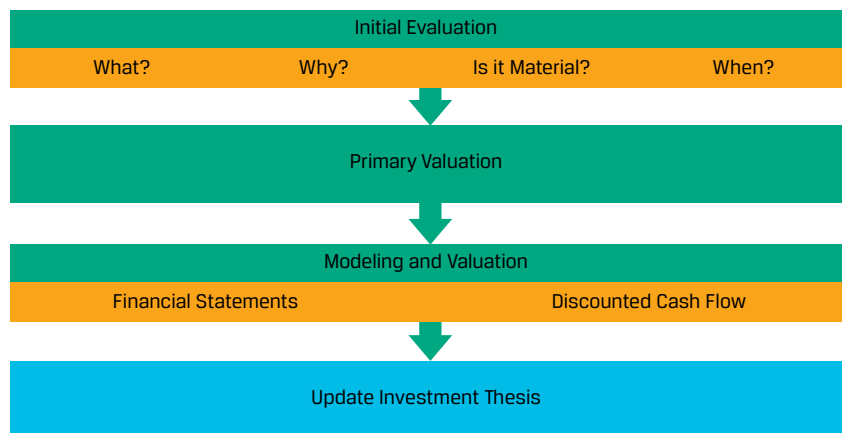 Initial Evaluation
What? Why? Is it Material? When?
Primary Valuation
Modeling and Valuation
Financial Statements Discounted Cash Flow
Update Investment Thesis